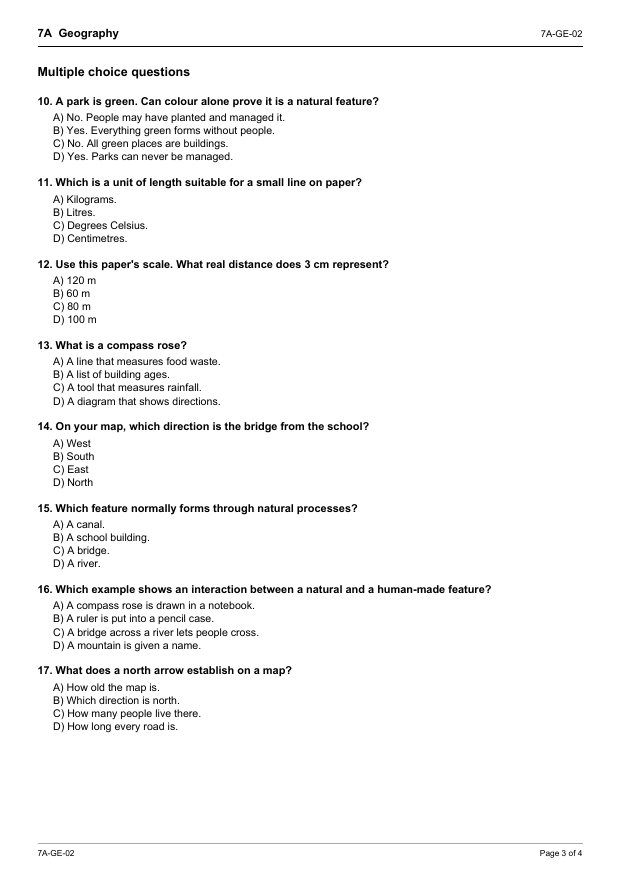 7A Geography
7A-GE-02
Multiple choice questions
10. A park is green. Can colour alone prove it is a natural feature?
A) No. People may have planted and managed it.
B) Yes. Everything green forms without people.
C) No. All green places are buildings.
D) Yes. Parks can never be managed.
11. Which is a unit of length suitable for a small line on paper?
A) Kilograms.
B) Litres.
C) Degrees Celsius.
D) Centimetres.
12. Use this paper's scale. What real distance does 3 cm represent?
A) 120 m
B) 60 m
C) 80 m
D) 100 m
13. What is a compass rose?
A) A line that measures food waste.
B) A list of building ages.
C) A tool that measures rainfall.
D) A diagram that shows directions.
14. On your map, which direction is the bridge from the school?
A) West
B) South
C) East
D) North
15. Which feature normally forms through natural processes?
A) A canal.
B) A school building.
C) A bridge.
D) A river.
16. Which example shows an interaction between a natural and a human-made feature?
A) A compass rose is drawn in a notebook.
B) A ruler is put into a pencil case.
C) A bridge across a river lets people cross.
D) A mountain is given a name.
17. What does a north arrow establish on a map?
A) How old the map is.
B) Which direction is north.
C) How many people live there.
D) How long every road is.
7A-GE-02
Page 3 of 4